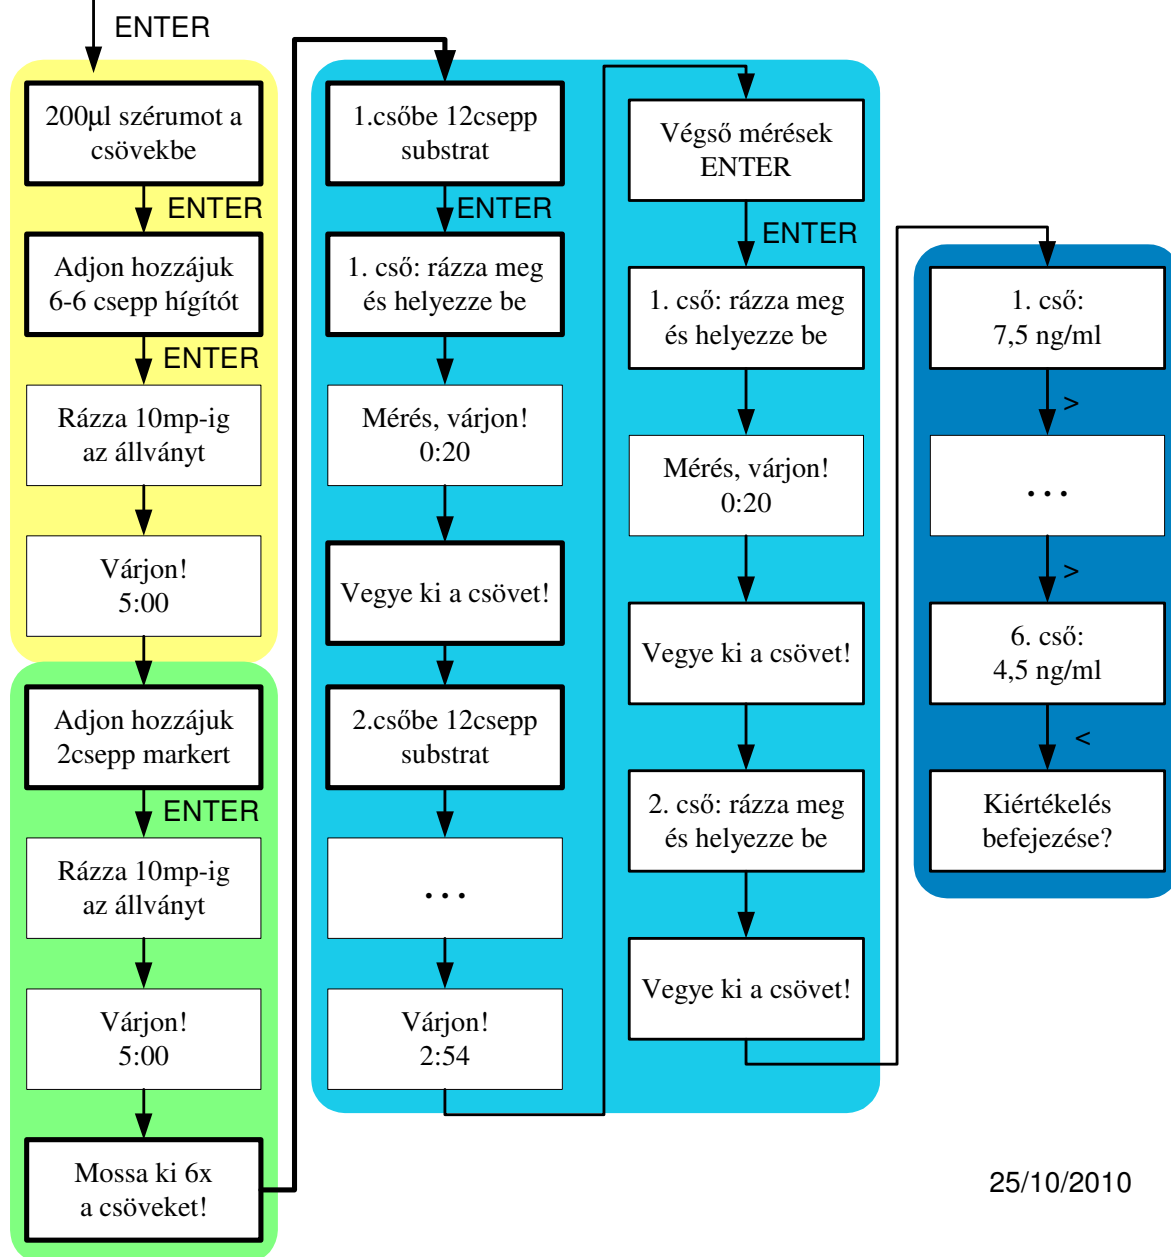 ENTER
200µl szérumot a
csövekbe
ENTER
Adjon hozzájuk
6-6 csepp hígítót
ENTER
Rázza 10mp-ig
az állványt
Várjon!
5:00
Adjon hozzájuk
2csepp markert
ENTER
Rázza 10mp-ig
az állványt
Várjon!
5:00
Mossa ki 6x
a csöveket!
1.csőbe 12csepp
substrat
ENTER
1. cső: rázza meg
és helyezze be
Mérés, várjon!
0:20
Vegye ki a csövet!
2.csőbe 12csepp
substrat
...
Várjon!
2:54
Végső mérések
ENTER
ENTER
1. cső: rázza meg
és helyezze be
Mérés, várjon!
0:20
Vegye ki a csövet!
2. cső: rázza meg
és helyezze be
Vegye ki a csövet!
1. cső:
7,5 ng/ml
>
...
>
6. cső:
4,5 ng/ml
<
Kiértékelés
befejezése?
25/10/2010